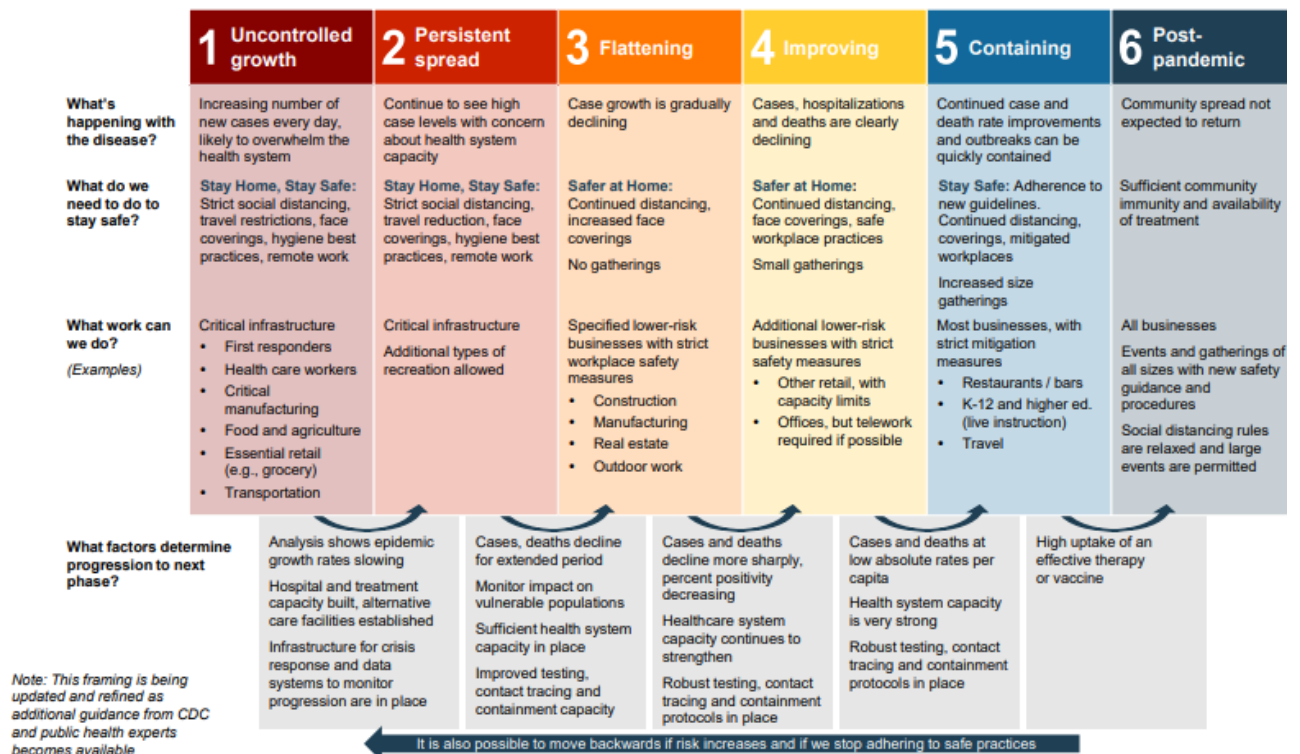 1 Uncontrolled growth
2 Persistent spread
3 Flattening
4 Improving
5 Containing
6 Post-pandemic
What's
happening with
the disease?
Increasing number of
new cases every day,
likely to overwhelm the
health system
Continue to see high
case levels with concern
about health system
capacity
Case growth is gradually
declining
Cases, hospitalizations
and deaths are clearly
declining
Continued case and
death rate improvements
and outbreaks can be
quickly contained
Community spread not
expected to return
What do we
need to do to
stay safe?
Stay Home, Stay Safe:
Strict social distancing,
travel restrictions, face
coverings, hygiene best
practices, remote work
Stay Home, Stay Safe:
Strict social distancing,
travel reduction, face
coverings, hygiene best
practices, remote work
Safer at Home:
Continued distancing,
increased face
coverings
No gatherings
Safer at Home:
Continued distancing,
face coverings, safe
workplace practices
Small gatherings
Stay Safe: Adherence to
new guidelines.
Continued distancing,
coverings, mitigated
workplaces
Increased size
gatherings
Sufficient community
immunity and availability
of treatment
What work can
we do?
(Examples)
Critical infrastructure
• First responders
• Health care workers
• Critical
manufacturing
• Food and agriculture
• Essential retail
(e.g., grocery)
• Transportation
Critical infrastructure
Additional types of
recreation allowed
Specified lower-risk
businesses with strict
workplace safety
measures
• Construction
• Manufacturing
• Real estate
• Outdoor work
Additional lower-risk
businesses with strict
safety measures
• Other retail, with
capacity limits
• Offices, but telework
required if possible
Most businesses, with
strict mitigation
measures
• Restaurants / bars
• K-12 and higher ed.
(live instruction)
• Travel
All businesses
Events and gatherings of
all sizes with new safety
guidance and
procedures
Social distancing rules
are relaxed and large
events are permitted
What factors determine
progression to next
phase?
Analysis shows epidemic
growth rates slowing
Hospital and treatment
capacity built, alternative
care facilities established
Infrastructure for crisis
response and data
systems to monitor
progression are in place
Cases, deaths decline
for extended period
Monitor impact on
vulnerable populations
Sufficient health system
capacity in place
Improved testing,
contact tracing and
containment capacity
Cases and deaths
decline more sharply,
percent positivity
decreasing
Healthcare system
capacity continues to
strengthen
Robust testing, contact
tracing and containment
protocols in place
Cases and deaths at
low absolute rates per
capita
Health system capacity
is very strong
Robust testing, contact
tracing and containment
protocols in place
High uptake of an
effective therapy
or vaccine
Note: This framing is being
updated and refined as
additional guidance from CDC
and public health experts
becomes available
It is also possible to move backwards if risk increases and if we stop adhering to safe practices